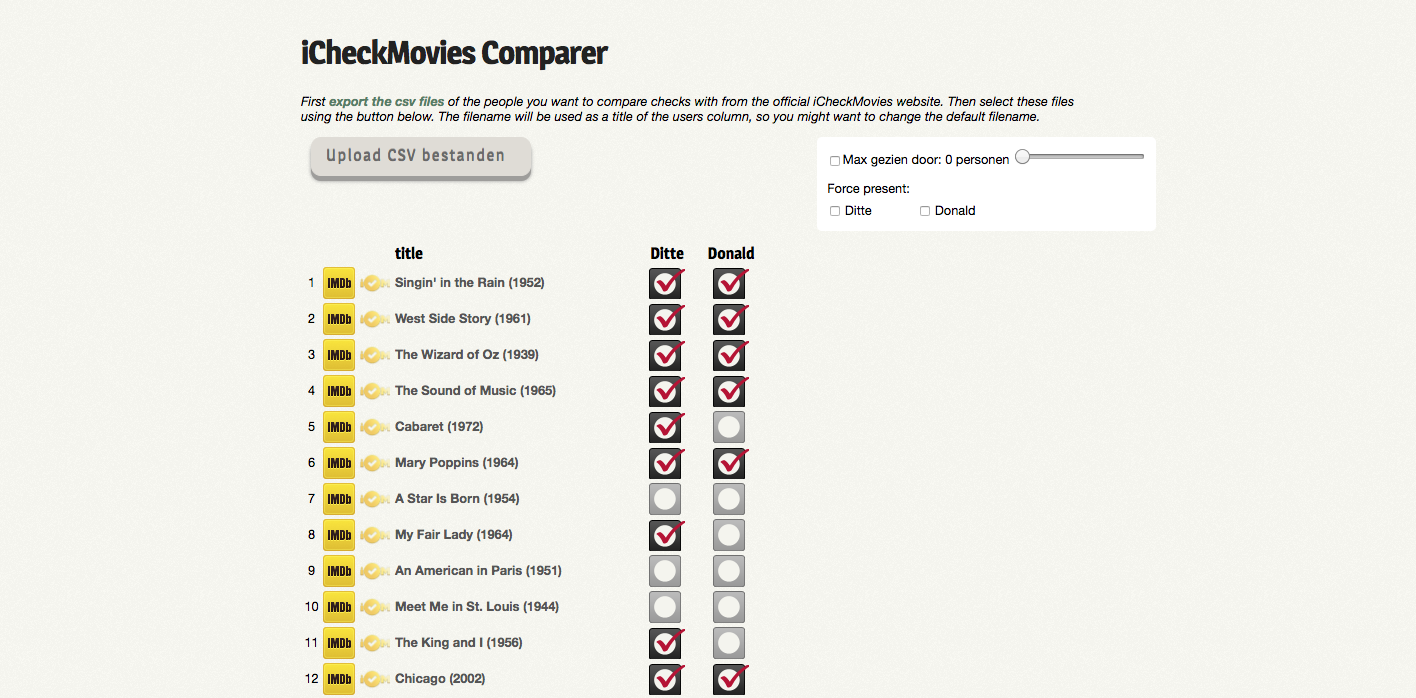 iCheckMovies Comparer
First export the csv files of the people you want to compare checks with from the official iCheckMovies website. Then select these files
using the button below. The filename will be used as a title of the users column, so you might want to change the default filename.
Upload CSV bestanden
Max gezien door: 0 personen
Force present:
Ditte Donald
title Ditte Donald
1 IMDb Singin' in the Rain (1952)
2 IMDb West Side Story (1961)
3 IMDb The Wizard of Oz (1939)
4 IMDb The Sound of Music (1965)
5 IMDb Cabaret (1972)
6 IMDb Mary Poppins (1964)
7 IMDb A Star Is Born (1954)
8 IMDb My Fair Lady (1964)
9 IMDb An American in Paris (1951)
10 IMDb Meet Me in St. Louis (1944)
11 IMDb The King and I (1956)
12 IMDb Chicago (2002)